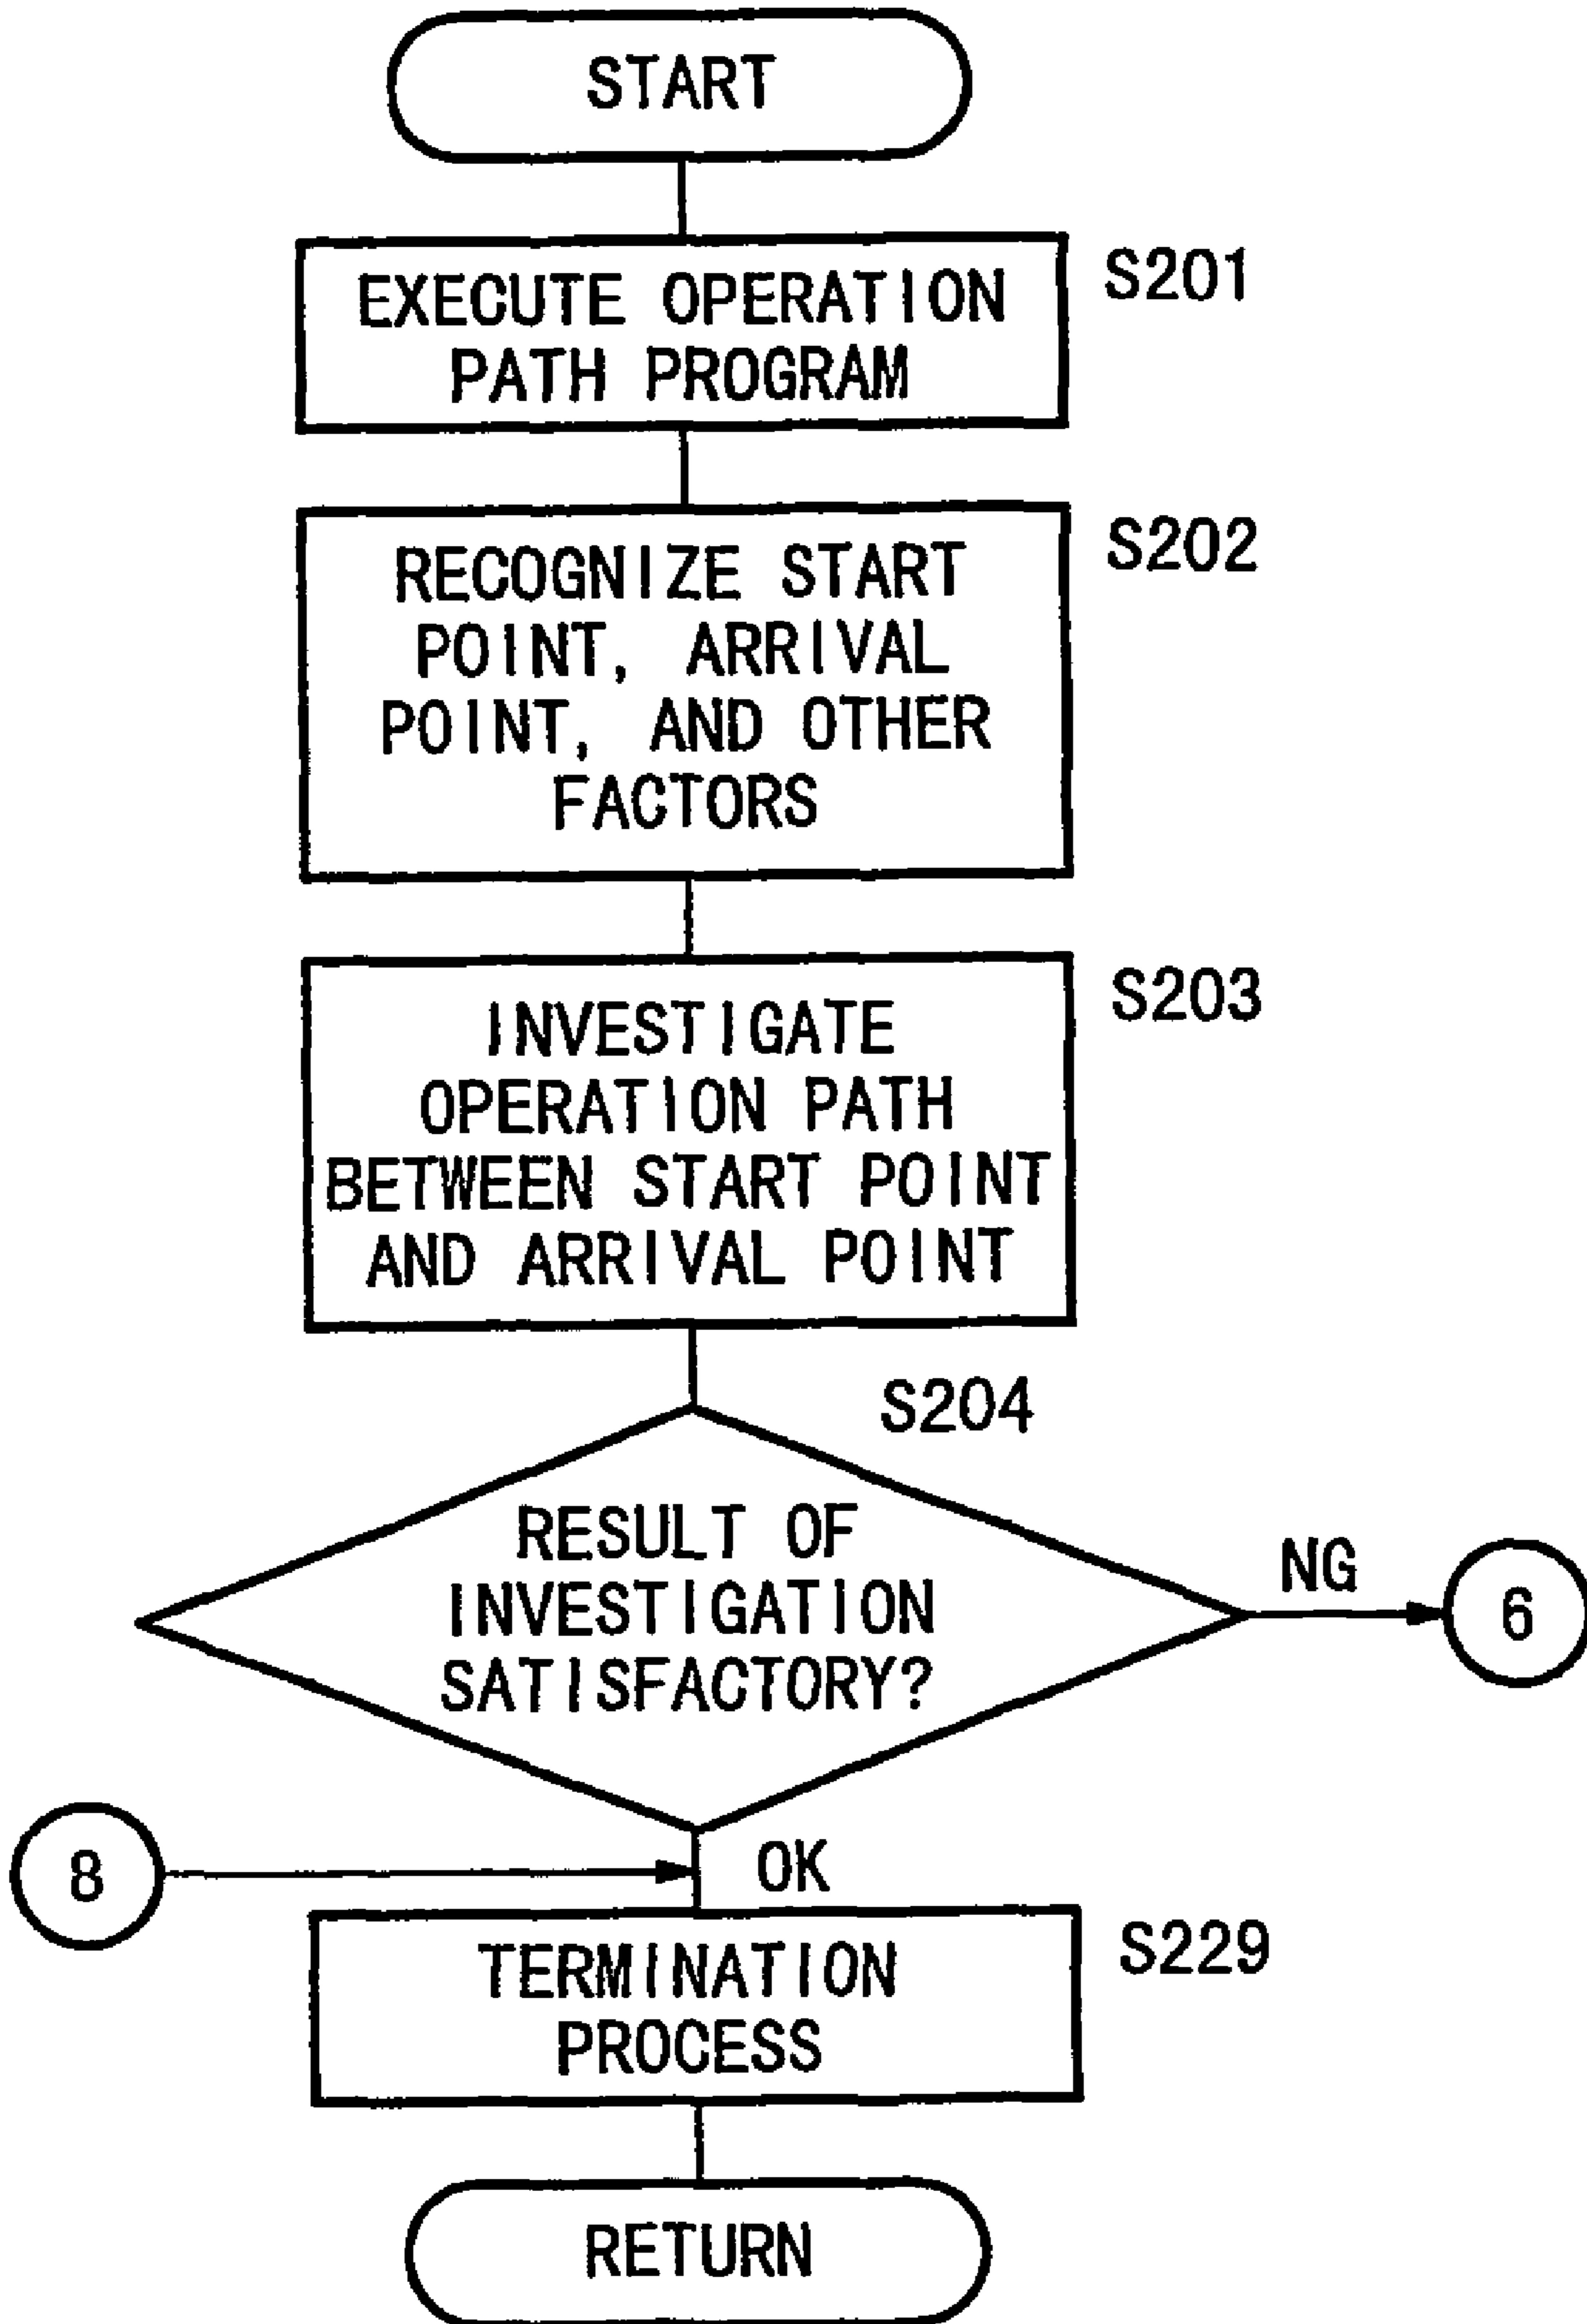 START
S201
EXECUTE OPERATION
PATH PROGRAM
S202
RECOGNIZE START
POINT, ARRIVAL
POINT, AND OTHER
FACTORS
S203
INVESTIGATE
OPERATION PATH
BETWEEN START POINT
AND ARRIVAL POINT
S204
RESULT OF
INVESTIGATION
SATISFACTORY?
NG
6
8
OK
S229
TERMINATION
PROCESS
RETURN